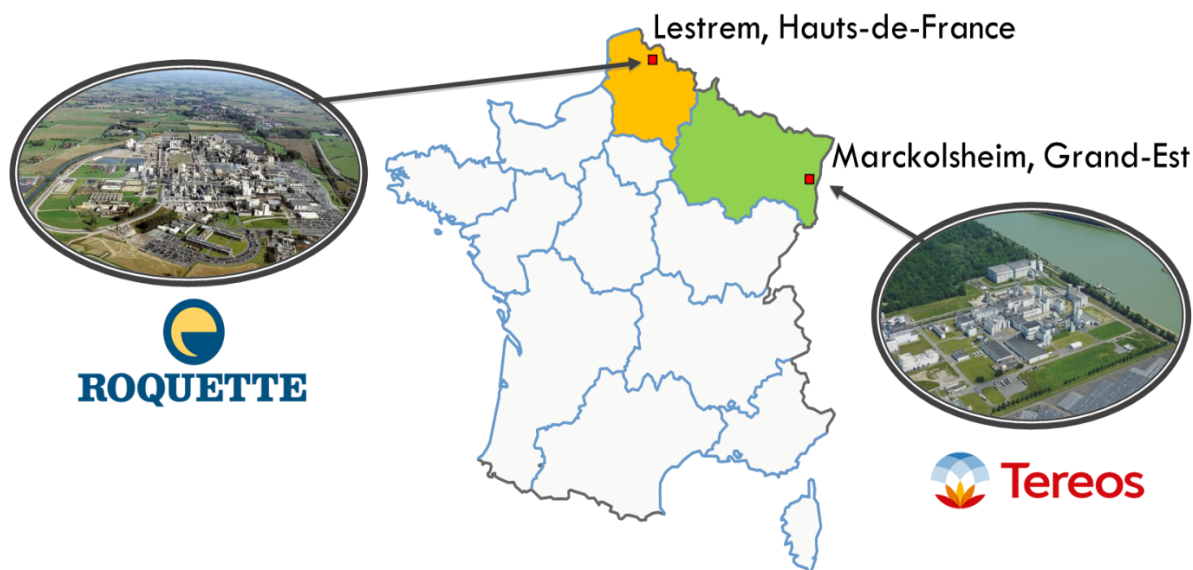 Lestrem, Hauts-de-France
Marckolsheim, Grand-Est
ROQUETTE
Tereos